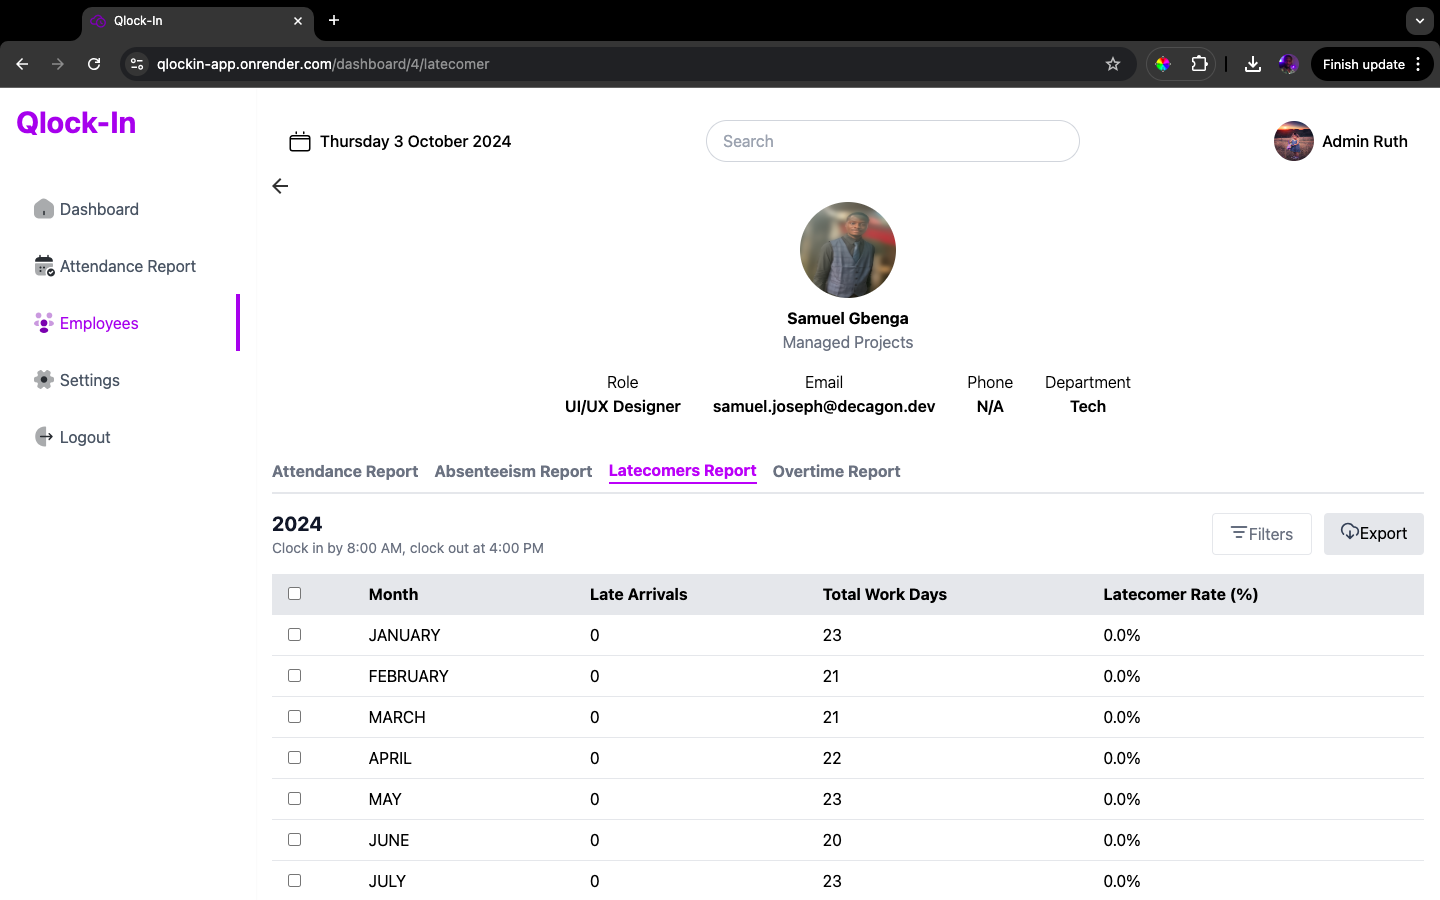 Qlock-In
qlockin-app.onrender.com/dashboard/4/latecomer
Finish update
Qlock-In
Thursday 3 October 2024
Search
Admin Ruth
Dashboard
Attendance Report
Employees
Settings
Logout
Samuel Gbenga
Managed Projects
Role Email Phone Department
UI/UX Designer samuel.joseph@decagon.dev N/A Tech
Attendance Report Absenteeism Report Latecomers Report Overtime Report
2024
Clock in by 8:00 AM, clock out at 4:00 PM
Filters
Export
Month Late Arrivals Total Work Days Latecomer Rate (%)
JANUARY 0 23 0.0%
FEBRUARY 0 21 0.0%
MARCH 0 21 0.0%
APRIL 0 22 0.0%
MAY 0 23 0.0%
JUNE 0 20 0.0%
JULY 0 23 0.0%